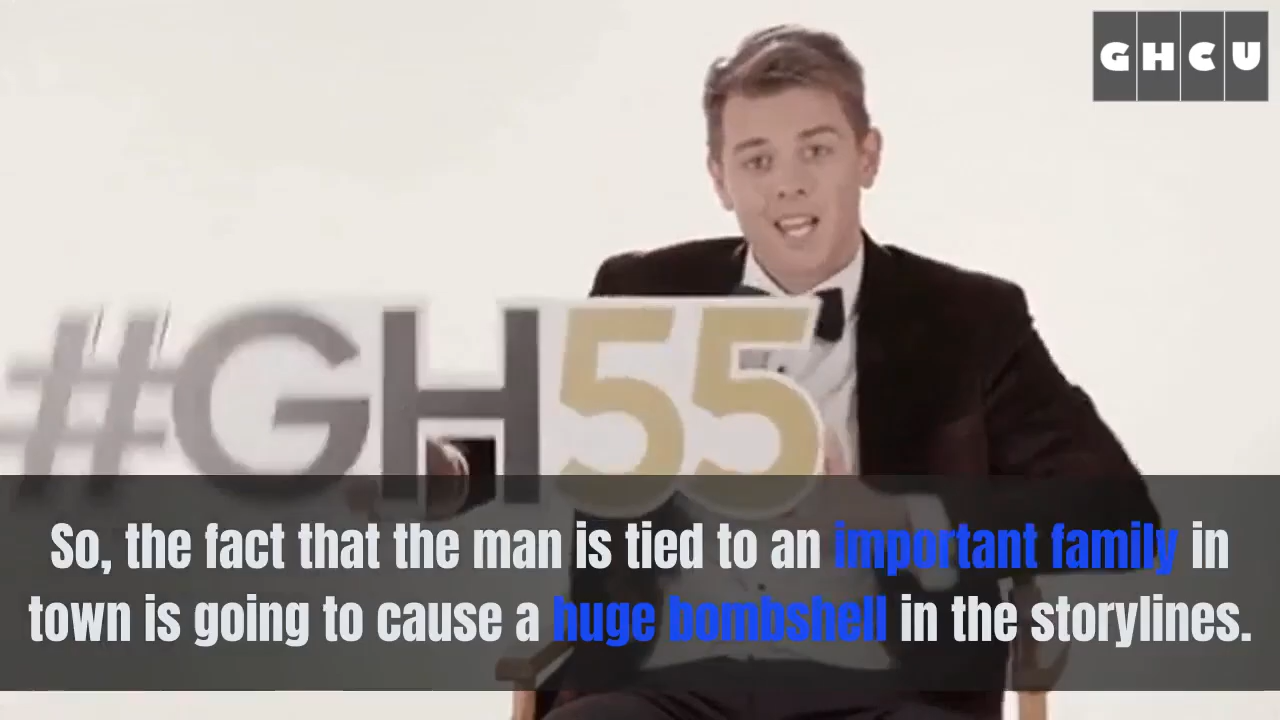 GHCU
#GH55
So, the fact that the man is tied to an important family in
town is going to cause a huge bombshell in the storylines.